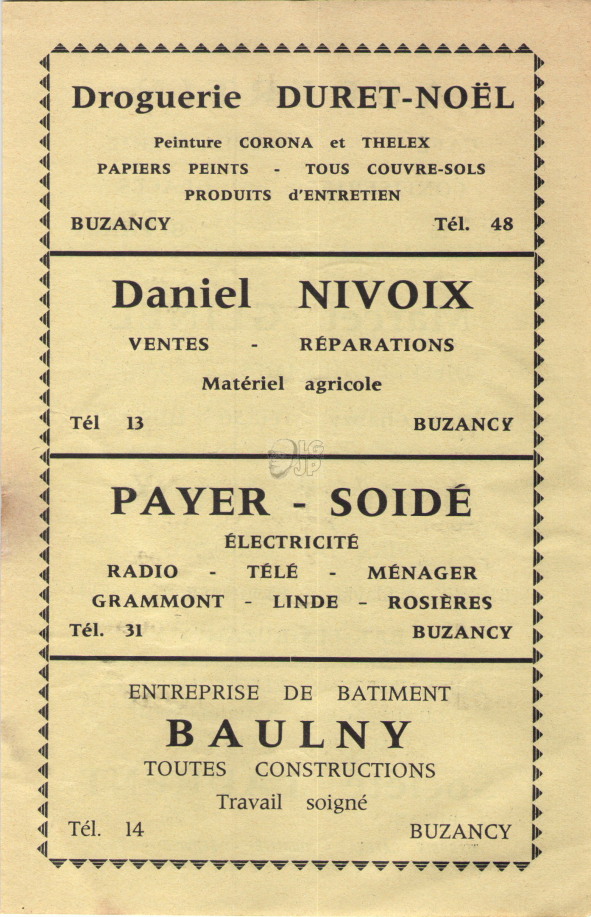 Droguerie DURET-NOËL
Peinture CORONA et THELEX
PAPIERS PEINTS - TOUS COUVRE-SOLS
PRODUITS d'ENTRETIEN
BUZANCY Tél. 48
Daniel NIVOIX
VENTES - RÉPARATIONS
Matériel agricole
Tél 13 BUZANCY
LG
JP
PAYER - SOIDÉ
ÉLECTRICITÉ
RADIO - TÉLÉ - MÉNAGER
GRAMMONT - LINDE - ROSIÈRES
Tél. 31 BUZANCY
ENTREPRISE DE BATIMENT
BAULNY
TOUTES CONSTRUCTIONS
Travail soigné
Tél. 14 BUZANCY